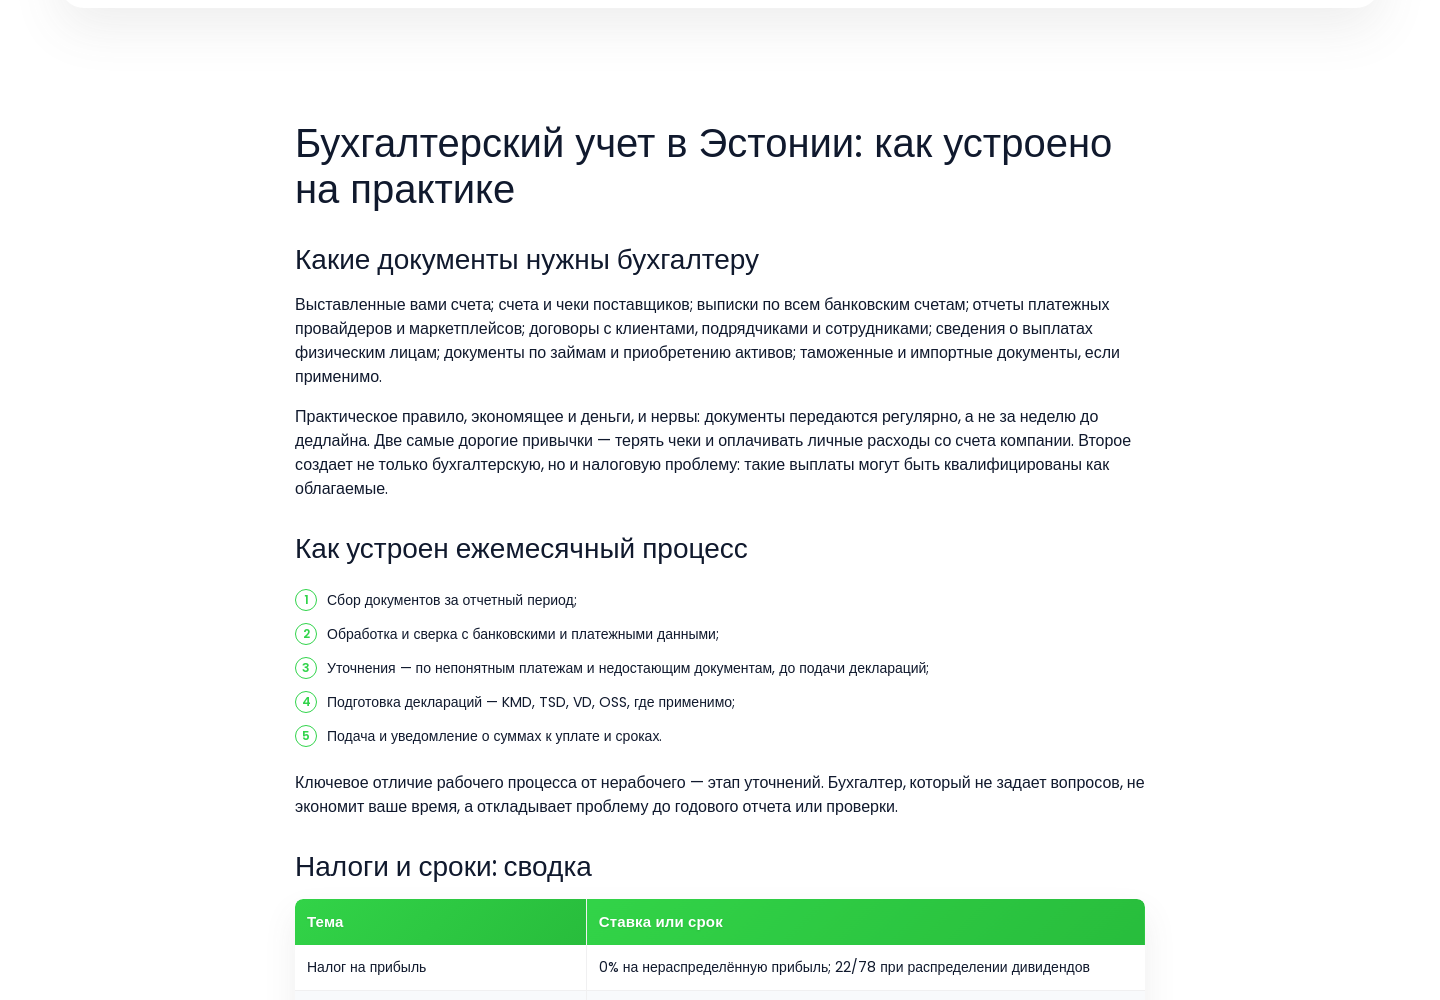 Бухгалтерский учет в Эстонии: как устроено
на практике
Какие документы нужны бухгалтеру
Выставленные вами счета; счета и чеки поставщиков; выписки по всем банковским счетам; отчеты платежных
провайдеров и маркетплейсов; договоры с клиентами, подрядчиками и сотрудниками; сведения о выплатах
физическим лицам; документы по займам и приобретению активов; таможенные и импортные документы, если
применимо.
Практическое правило, экономящее и деньги, и нервы: документы передаются регулярно, а не за неделю до
дедлайна. Две самые дорогие привычки — терять чеки и оплачивать личные расходы со счета компании. Второе
создает не только бухгалтерскую, но и налоговую проблему: такие выплаты могут быть квалифицированы как
облагаемые.
Как устроен ежемесячный процесс
1 Сбор документов за отчетный период;
2 Обработка и сверка с банковскими и платежными данными;
3 Уточнения — по непонятным платежам и недостающим документам, до подачи деклараций;
4 Подготовка деклараций — KMD, TSD, VD, OSS, где применимо;
5 Подача и уведомление о суммах к уплате и сроках.
Ключевое отличие рабочего процесса от нерабочего — этап уточнений. Бухгалтер, который не задает вопросов, не
экономит ваше время, а откладывает проблему до годового отчета или проверки.
Налоги и сроки: сводка
Тема Ставка или срок
Налог на прибыль 0% на нераспределённую прибыль; 22/78 при распределении дивидендов